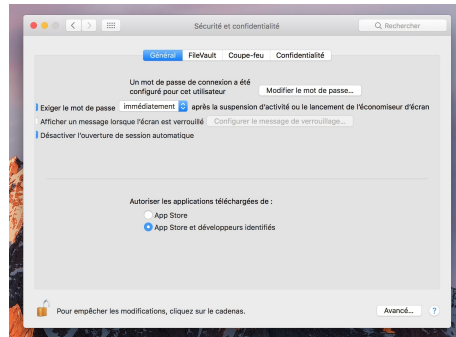 Sécurité et confidentialité
Rechercher
Général FileVault Coupe-feu Confidentialité
Un mot de passe de connexion a été
configuré pour cet utilisateur
Modifier le mot de passe...
Exiger le mot de passe immédiatement après la suspension d'activité ou le lancement de l'économiseur d'écran
Afficher un message lorsque l'écran est verrouillé Configurer le message de verrouillage...
Désactiver l'ouverture de session automatique
Autoriser les applications téléchargées de :
App Store
App Store et développeurs identifiés
Pour empêcher les modifications, cliquez sur le cadenas.
Avancé... ?